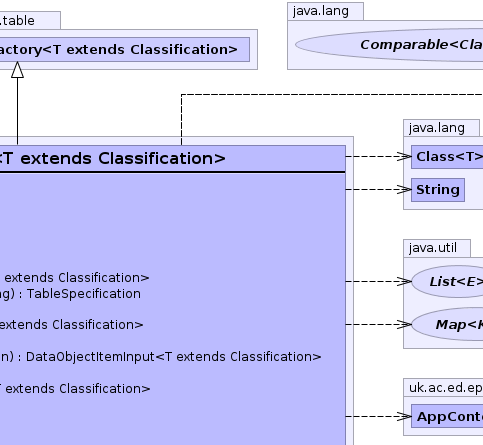 .table
java.lang
actory<T extends Classification>
Comparable<Cla
java.lang
<T extends Classification>
Class<T>
String
java.util
extends Classification>
List<E>
ng) : TableSpecification
extends Classification>
Map<K
n) : DataObjectItemInput<T extends Classification>
T extends Classification>
uk.ac.ed.ep
AppConte